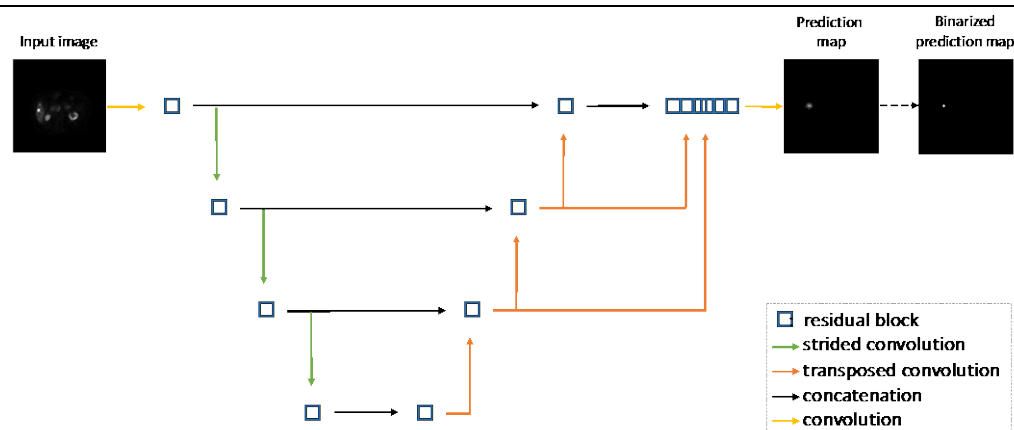 Input image
Prediction
map
Binarized
prediction map
residual block
strided convolution
transposed convolution
concatenation
convolution